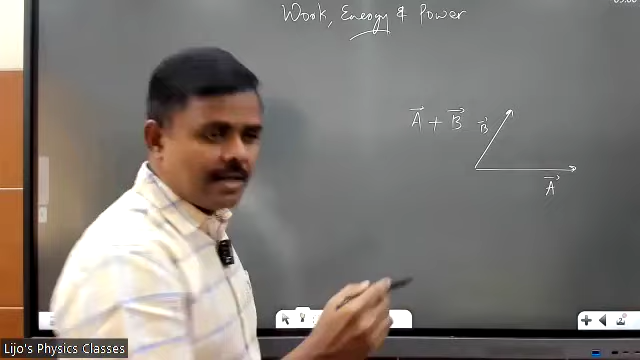 Work, Energy & Power
A⃗ + B⃗
B⃗
A⃗
Lijo's Physics Classes